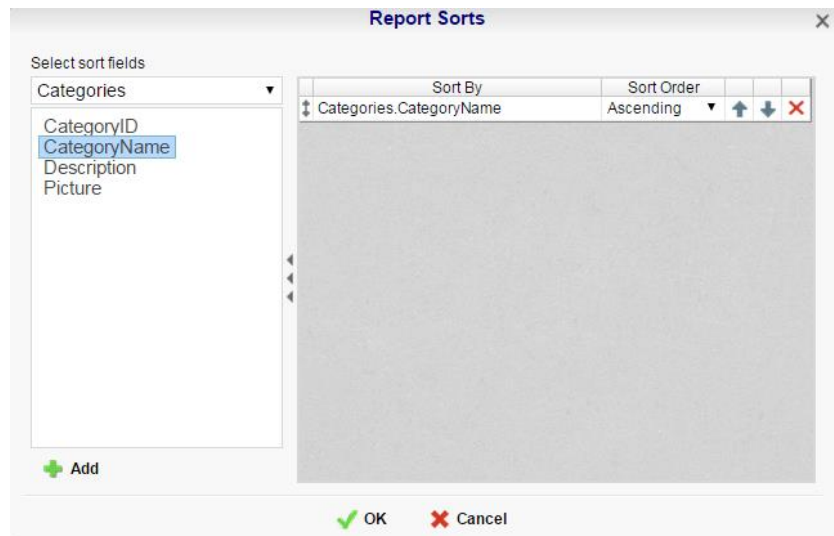 Report Sorts
Select sort fields
Categories
CategoryID
CategoryName
Description
Picture
Add
Sort By Sort Order
Categories.CategoryName Ascending
OK Cancel